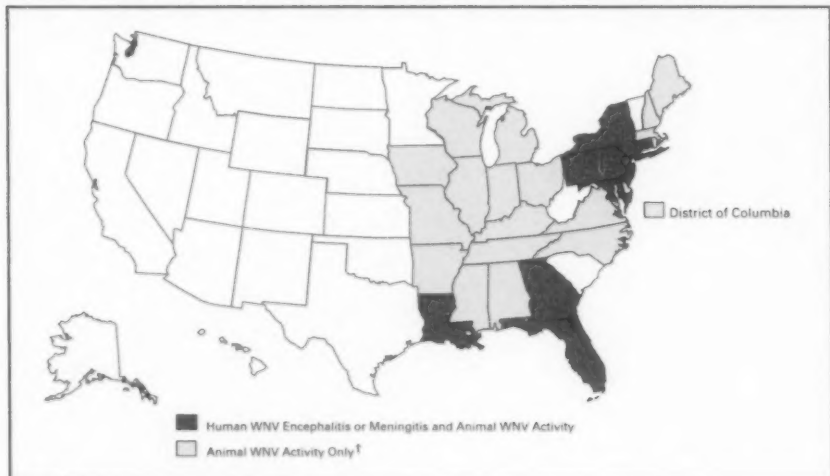 District of Columbia
Human WNV Encephalitis or Meningitis and Animal WNV Activity
Animal WNV Activity Only†